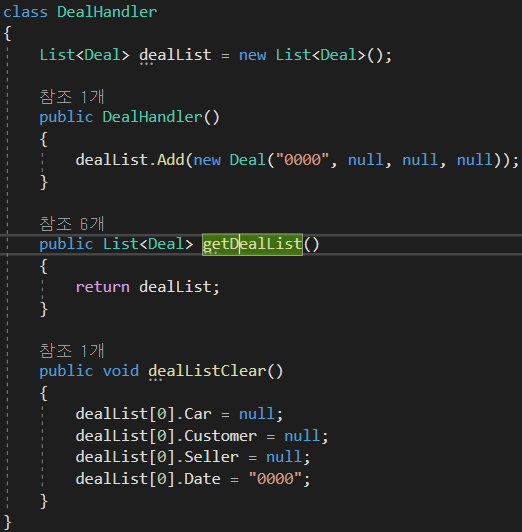 class DealHandler
{
List<Deal> dealList = new List<Deal>();
참조 1개
public DealHandler()
{
dealList.Add(new Deal("0000", null, null, null));
}
참조 6개
public List<Deal> getDealList()
{
return dealList;
}
참조 1개
public void dealListClear()
{
dealList[0].Car = null;
dealList[0].Customer = null;
dealList[0].Seller = null;
dealList[0].Date = "0000";
}
}